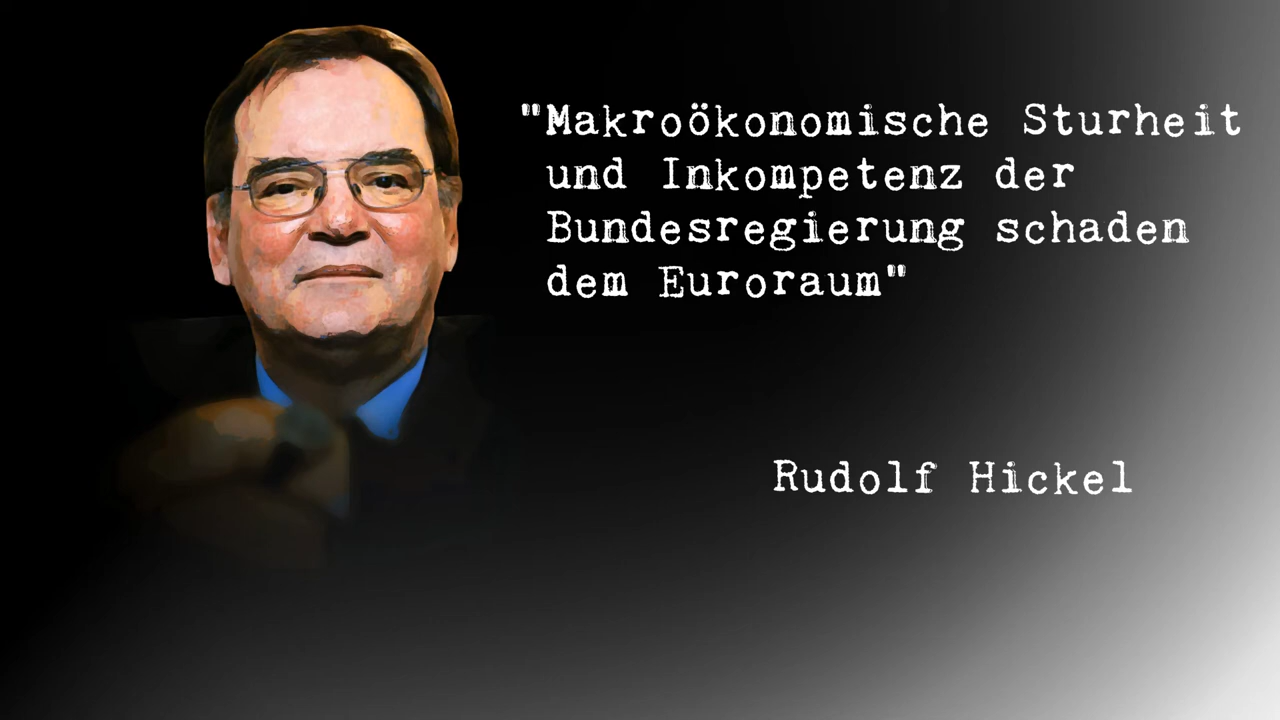 "Makroökonomische Sturheit
und Inkompetenz der
Bundesregierung schaden
dem Euroraum"
Rudolf Hickel